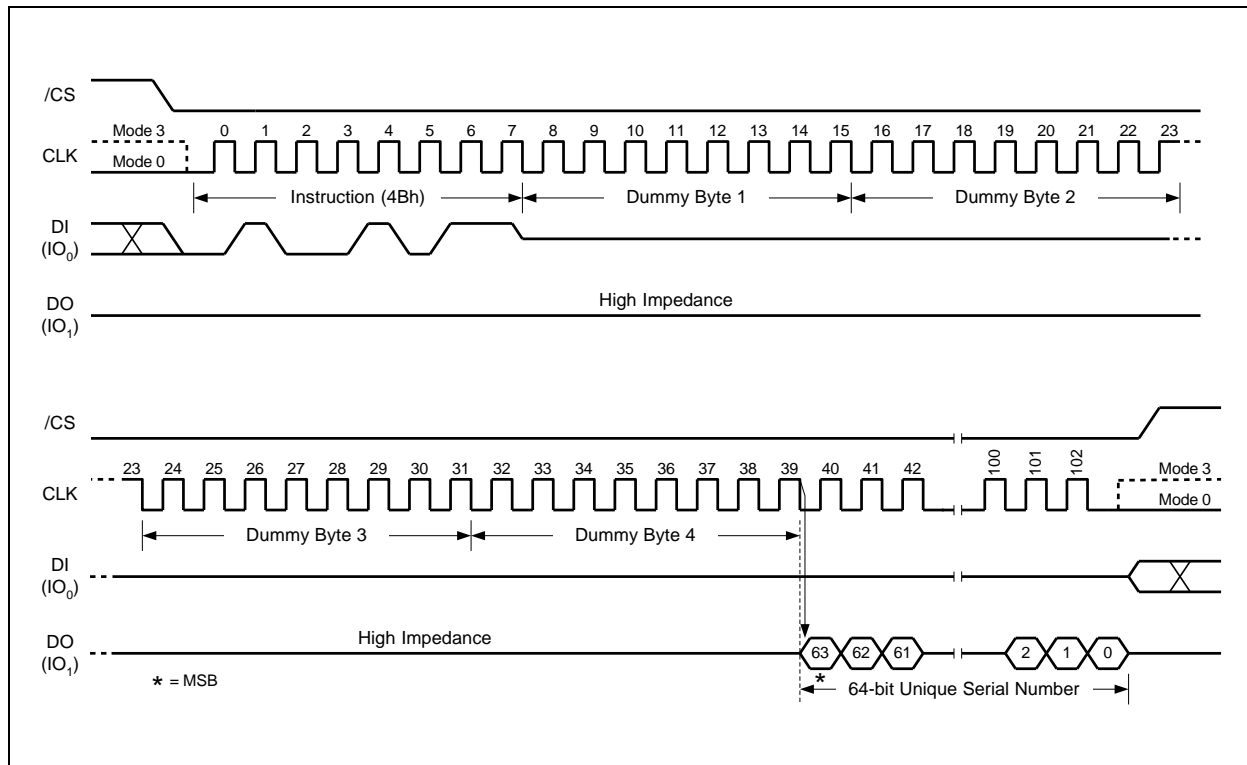 /CS
Mode 3 0 1 2 3 4 5 6 7 8 9 10 11 12 13 14 15 16 17 18 19 20 21 22 23
CLK
Mode 0
Instruction (4Bh) Dummy Byte 1 Dummy Byte 2
DI
(IO0)
High Impedance
DO
(IO1)
/CS
23 24 25 26 27 28 29 30 31 32 33 34 35 36 37 38 39 40 41 42 100 101 102 Mode 3
CLK
Mode 0
Dummy Byte 3 Dummy Byte 4
DI
(IO0)
High Impedance
DO
(IO1)
63 62 61 2 1 0
* = MSB
*
64-bit Unique Serial Number